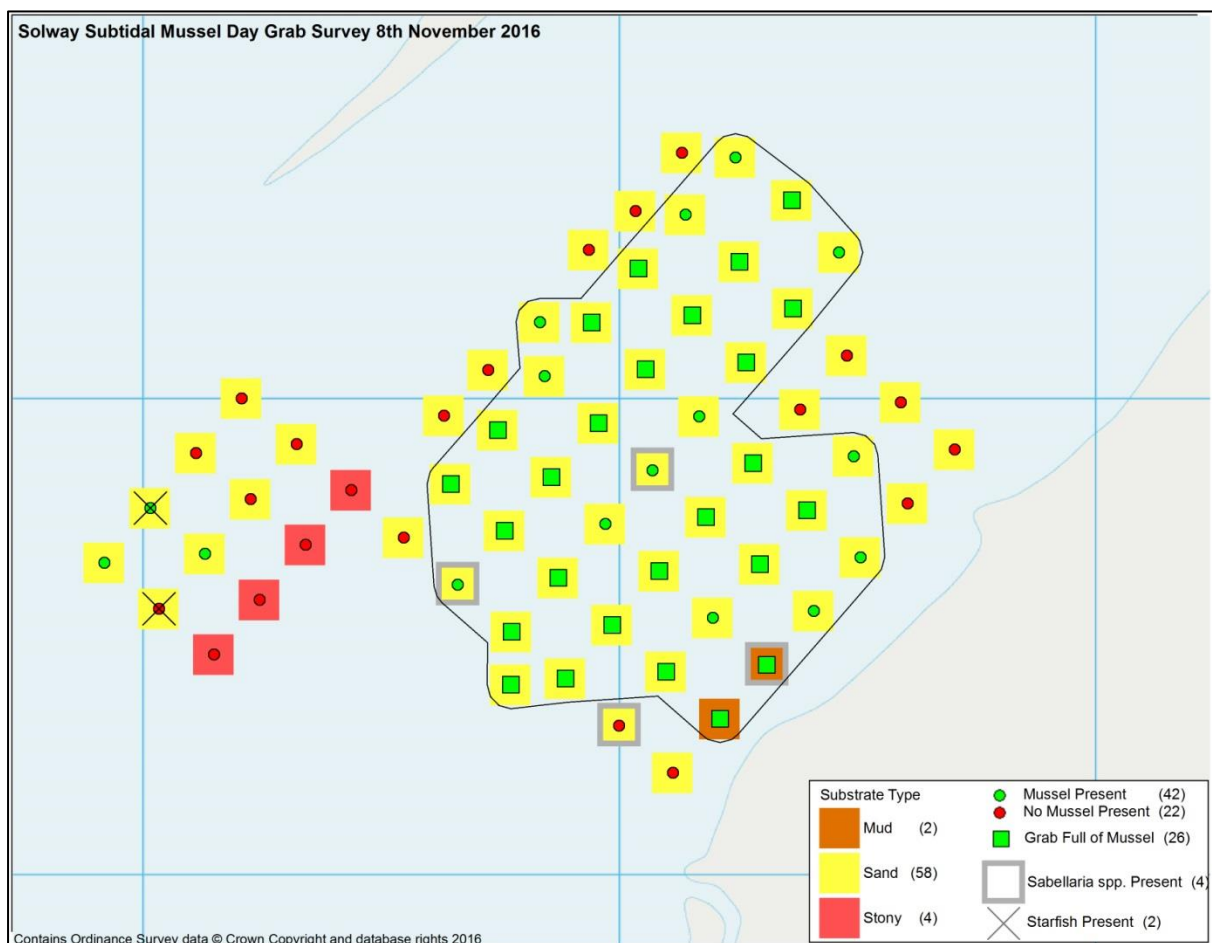 Solway Subtidal Mussel Day Grab Survey 8th November 2016
Substrate Type
Mud (2)
Sand (58)
Stony (4)
Mussel Present (42)
No Mussel Present (22)
Grab Full of Mussel (26)
Sabellaria spp. Present (4)
Starfish Present (2)
Contains Ordinance Survey data © Crown Copyright and database rights 2016